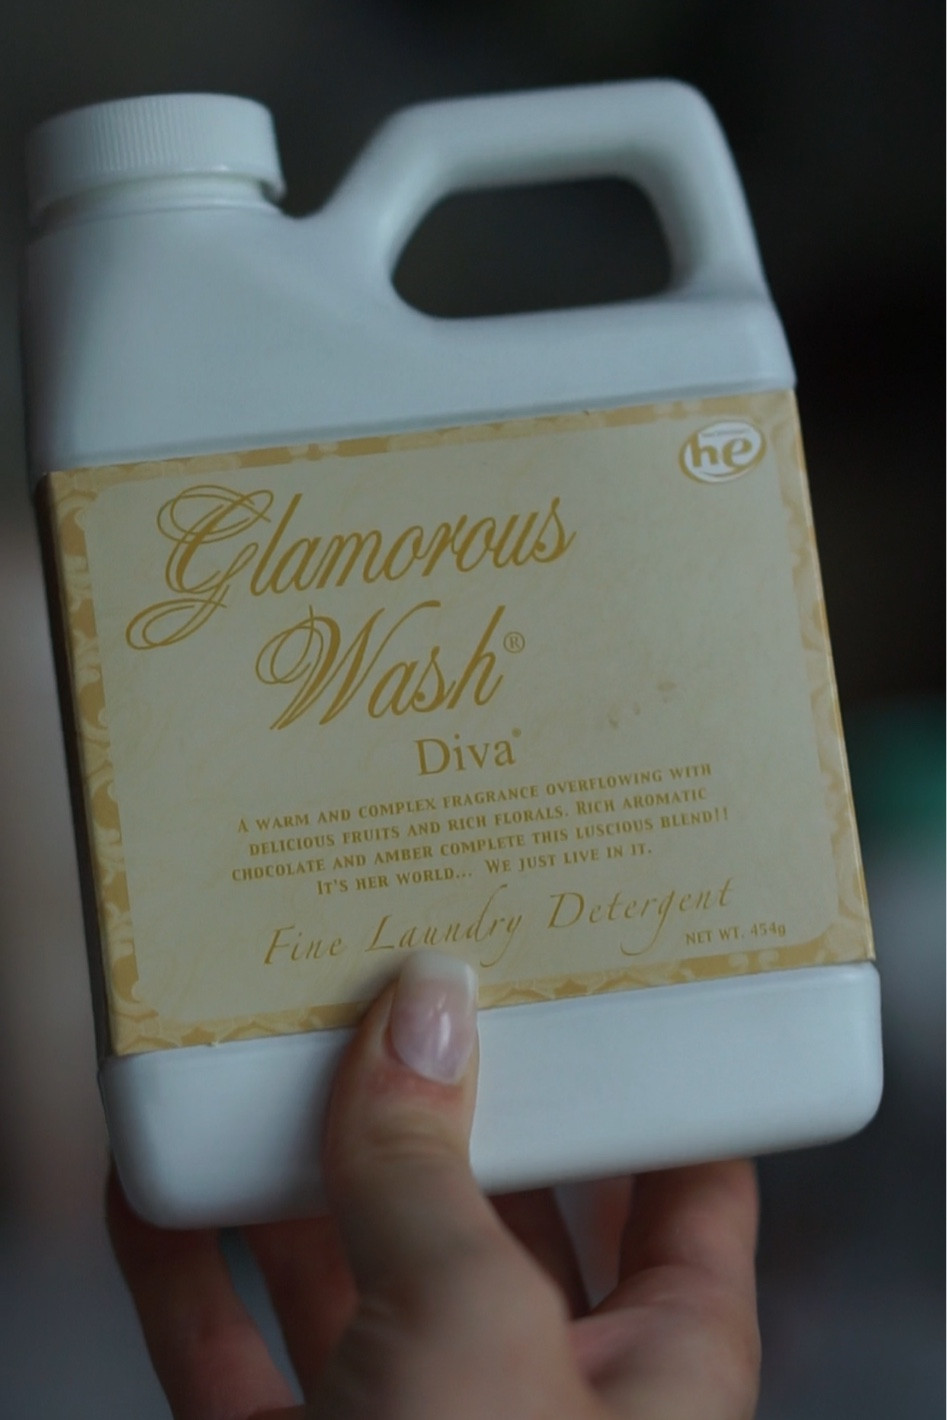 he
Glamorous
Wash®
Diva®
A WARM AND COMPLEX FRAGRANCE OVERFLOWING WITH
DELICIOUS FRUITS AND RICH FLORALS. RICH AROMATIC
CHOCOLATE AND AMBER COMPLETE THIS LUSCIOUS BLEND!!
IT'S HER WORLD... WE JUST LIVE IN IT.
Fine Laundry Detergent
NET WT. 454g